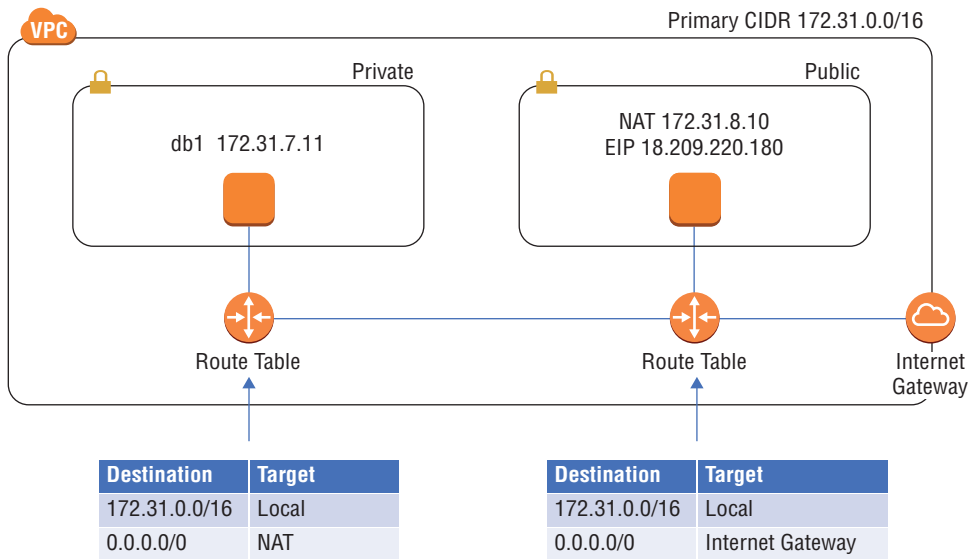 VPC
Primary CIDR 172.31.0.0/16
Private
Public
db1 172.31.7.11
NAT 172.31.8.10
EIP 18.209.220.180
Route Table
Route Table
Internet
Gateway
Destination Target
172.31.0.0/16 Local
0.0.0.0/0 NAT
Destination Target
172.31.0.0/16 Local
0.0.0.0/0 Internet Gateway